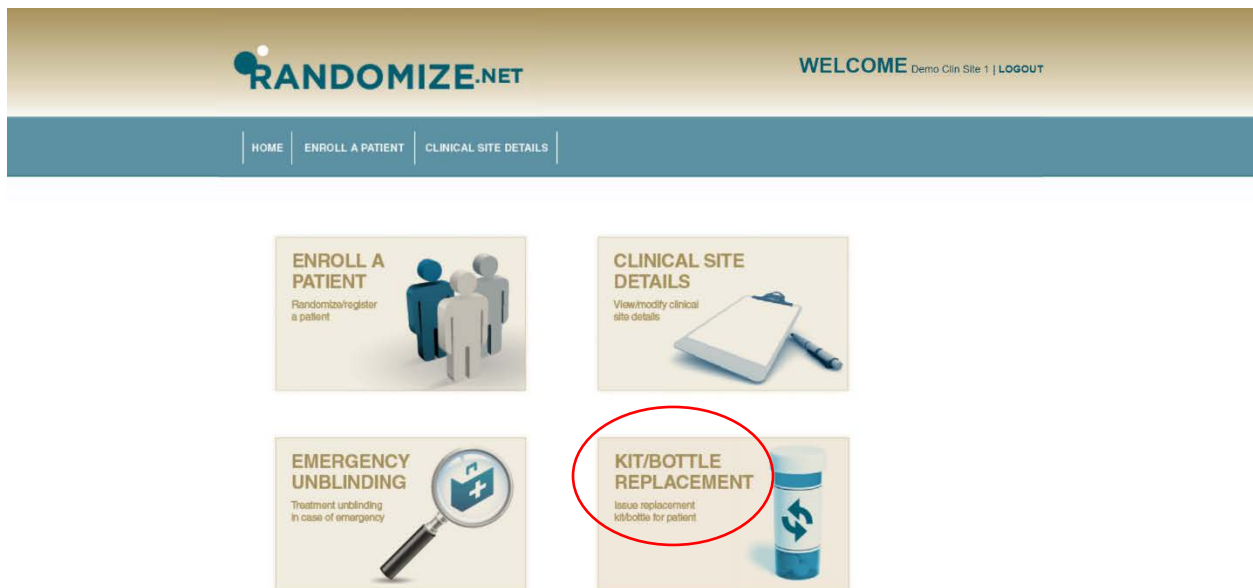 RANDOMIZE.NET
WELCOME Demo Clin Site 1 | LOGOUT
HOME
ENROLL A PATIENT
CLINICAL SITE DETAILS
ENROLL A
PATIENT
Randomize/register
a patient
CLINICAL SITE
DETAILS
View/modify clinical
site details
EMERGENCY
UNBLINDING
Treatment unblinding
in case of emergency
KIT/BOTTLE
REPLACEMENT
Issue replacement
kit/bottle for patient